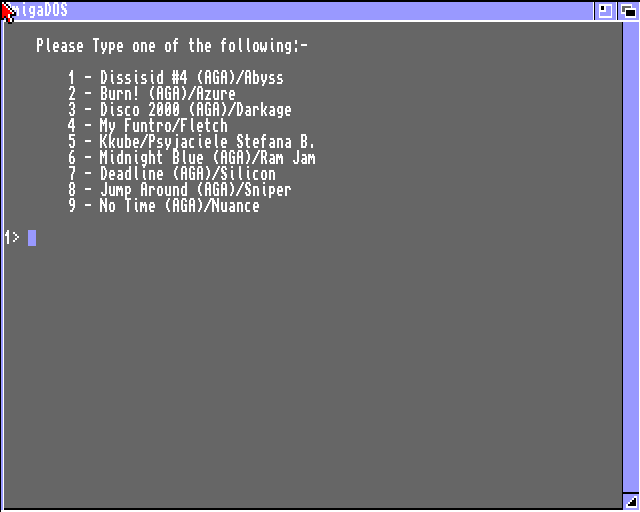 migaDOS
Please Type one of the following:-
1 - Dissisid #4 (AGA)/Abyss
2 - Burn! (AGA)/Azure
3 - Disco 2000 (AGA)/Darkage
4 - My Funtro/Fletch
5 - Kkube/Psyjaciele Stefana B.
6 - Midnight Blue (AGA)/Ram Jam
7 - Deadline (AGA)/Silicon
8 - Jump Around (AGA)/Sniper
9 - No Time (AGA)/Nuance
1>